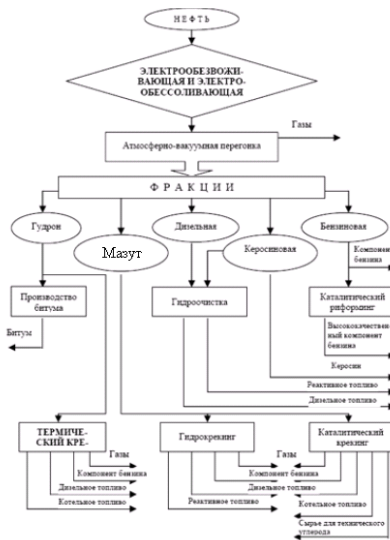 НЕФТЬ
ЭЛЕКТРООБЕЗВОЖИ-
ВАЮЩАЯ И ЭЛЕКТРО-
ОБЕССОЛИВАЮЩАЯ
Газы
Атмосферно-вакуумная перегонка
ФРАКЦИИ
Гудрон
Мазут
Дизельная
Керосиновая
Бензиновая
Компонент
бензина
Производство
битума
Гидроочистка
Каталитический
риформинг
Битум
Высококачествен
ный компонент
бензина
Керосин
Реактивное топливо
Дизельное топливо
ТЕРМИЧЕ-
СКИЙ КРЕ-
Гидрокрекинг
Каталитический
крекинг
Газы
Газы
Компонент бензина
Компонент бензина
Дизельное топливо
Дизельное топливо
Котельное топливо
Реактивное топливо
Котельное топливо
Сырье для технического
углерода